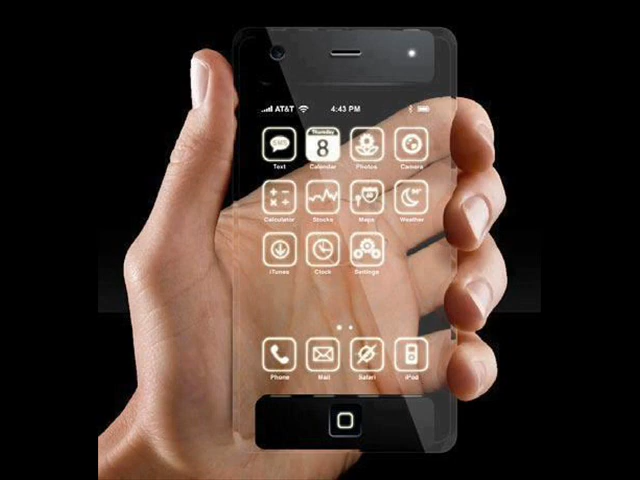 AT&T 4:43 PM
SMS Thursday 8
Text Calendar Photos Camera
Calculator Stocks Maps Weather
iTunes Clock Settings
Phone Mail Safari iPod